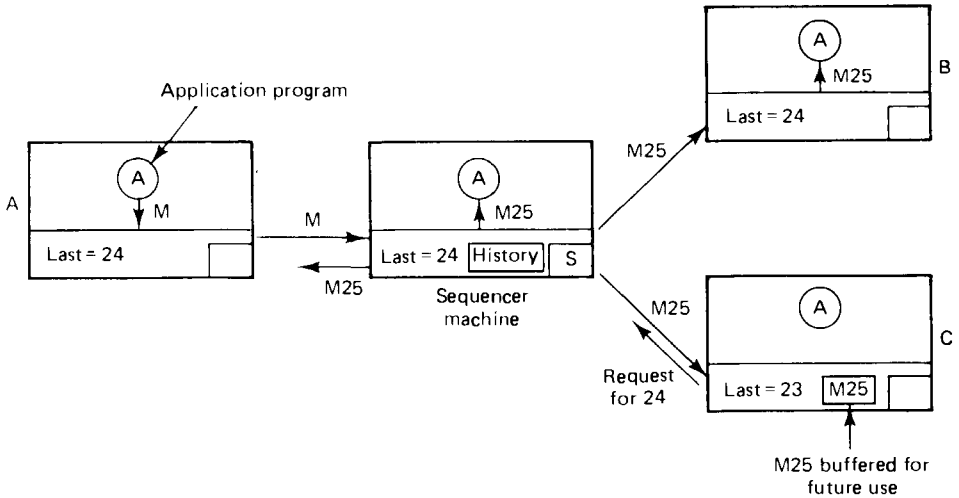 Application program
A
A
M
Last = 24
M
M25
A
M25
Last = 24
History
S
Sequencer
machine
M25
A
M25
Last = 24
B
M25
Request
for 24
A
C
Last = 23
M25
M25 buffered for
future use